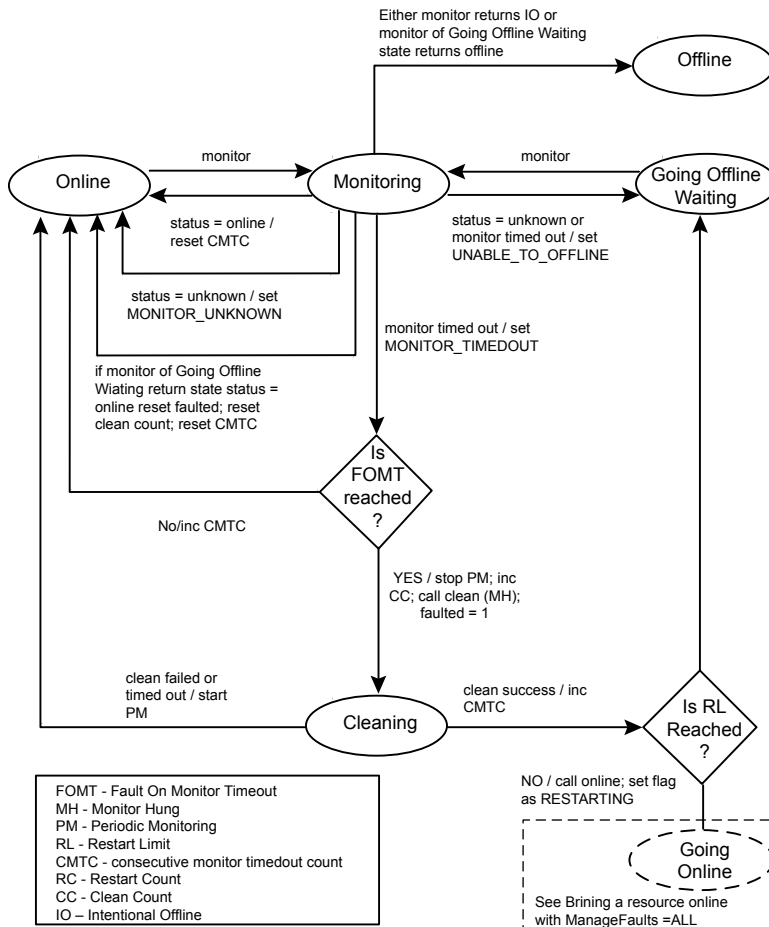 Either monitor returns IO or
monitor of Going Offline Waiting
state returns offline
Offline
monitor
monitor
Online
Monitoring
Going Offline
Waiting
status = online /
reset CMTC
status = unknown or
monitor timed out / set
UNABLE_TO_OFFLINE
status = unknown / set
MONITOR_UNKNOWN
monitor timed out / set
MONITOR_TIMEDOUT
if monitor of Going Offline
Wiating return state status =
online reset faulted; reset
clean count; reset CMTC
Is
FOMT
reached
?
No/inc CMTC
YES / stop PM; inc
CC; call clean (MH);
faulted = 1
clean failed or
timed out / start
PM
Cleaning
clean success / inc
CMTC
Is RL
Reached
?
NO / call online; set flag
as RESTARTING
FOMT - Fault On Monitor Timeout
MH - Monitor Hung
PM - Periodic Monitoring
RL - Restart Limit
CMTC - consecutive monitor timedout count
RC - Restart Count
CC - Clean Count
IO – Intentional Offline
Going
Online
See Brining a resource online
with ManageFaults =ALL